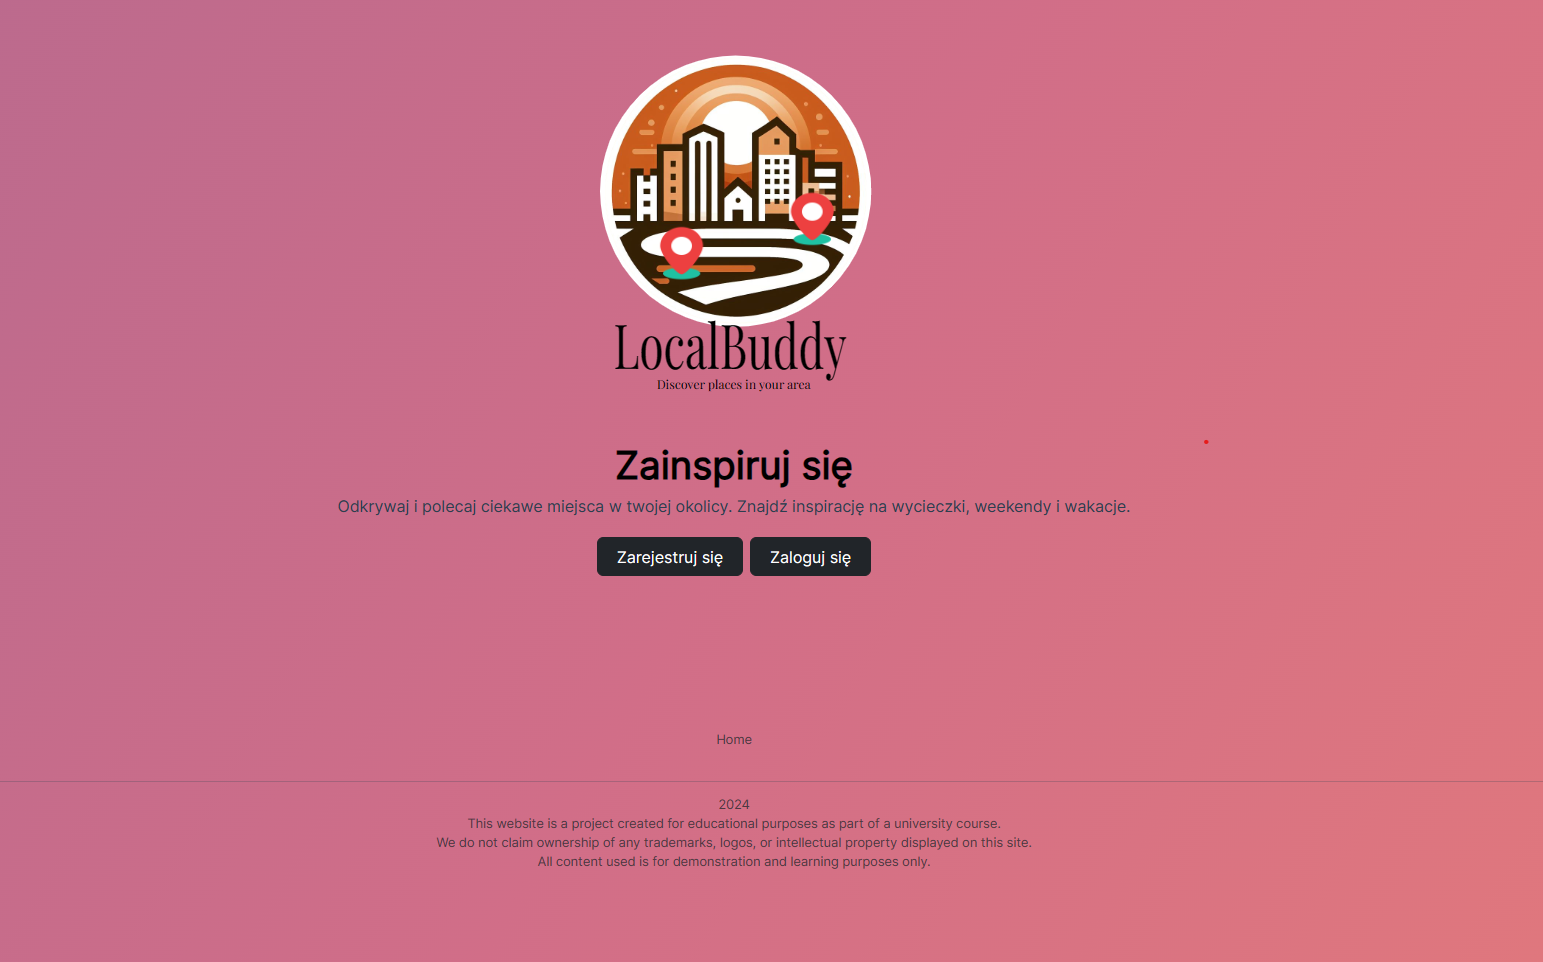 LocalBuddy
Discover places in your area
Zainspiruj się
Odkrywaj i polecaj ciekawe miejsca w twojej okolicy. Znajdź inspirację na wycieczki, weekendy i wakacje.
Zarejestruj się Zaloguj się
Home
2024
This website is a project created for educational purposes as part of a university course.
We do not claim ownership of any trademarks, logos, or intellectual property displayed on this site.
All content used is for demonstration and learning purposes only.